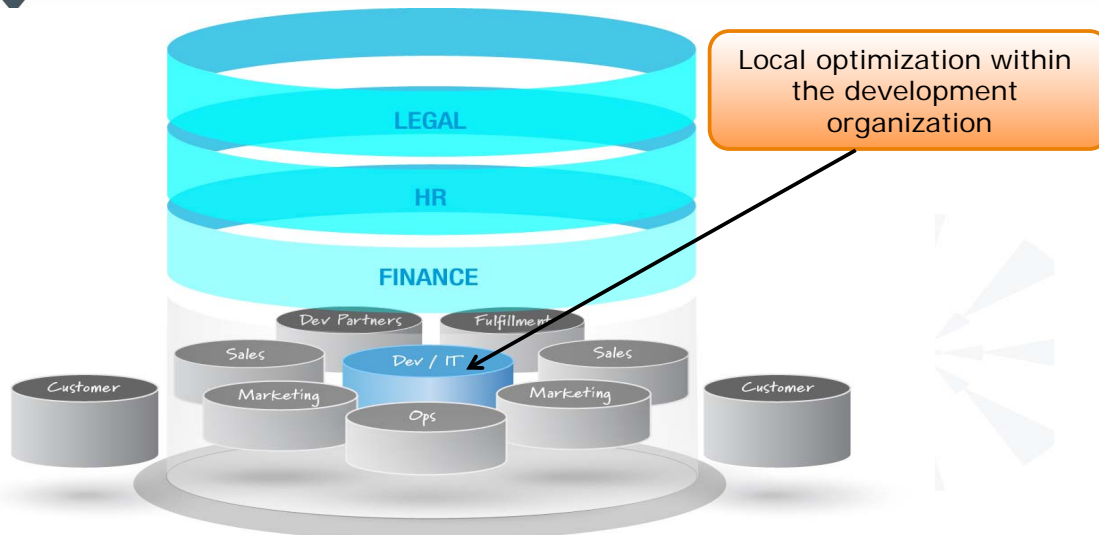 Local optimization within
the development
organization
LEGAL
HR
FINANCE
Dev Partners
Fulfillment
Sales
Dev / IT
Sales
Customer
Marketing
Marketing
Customer
Ops